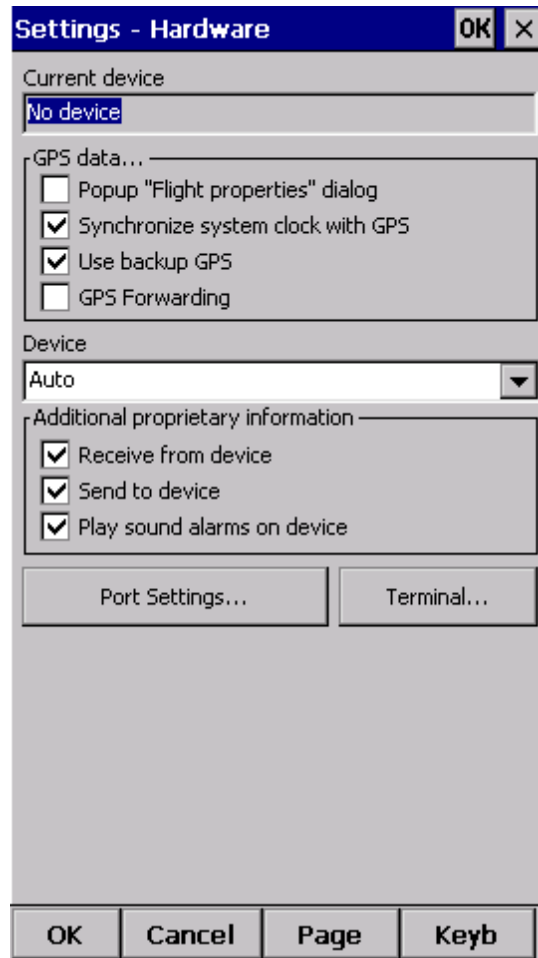 Settings - Hardware OK ×
Current device
No device
GPS data...
Popup "Flight properties" dialog
Synchronize system clock with GPS
Use backup GPS
GPS Forwarding
Device
Auto
Additional proprietary information
Receive from device
Send to device
Play sound alarms on device
Port Settings... Terminal...
OK Cancel Page Keyb